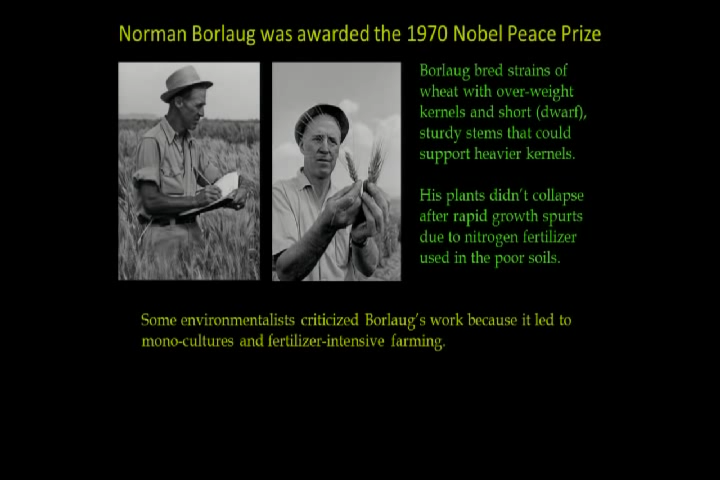 Norman Borlaug was awarded the 1970 Nobel Peace Prize
Borlaug bred strains of
wheat with over-weight
kernels and short (dwarf),
sturdy stems that could
support heavier kernels.
His plants didn't collapse
after rapid growth spurts
due to nitrogen fertilizer
used in the poor soils.
Some environmentalists criticized Borlaug's work because it led to
mono-cultures and fertilizer-intensive farming.